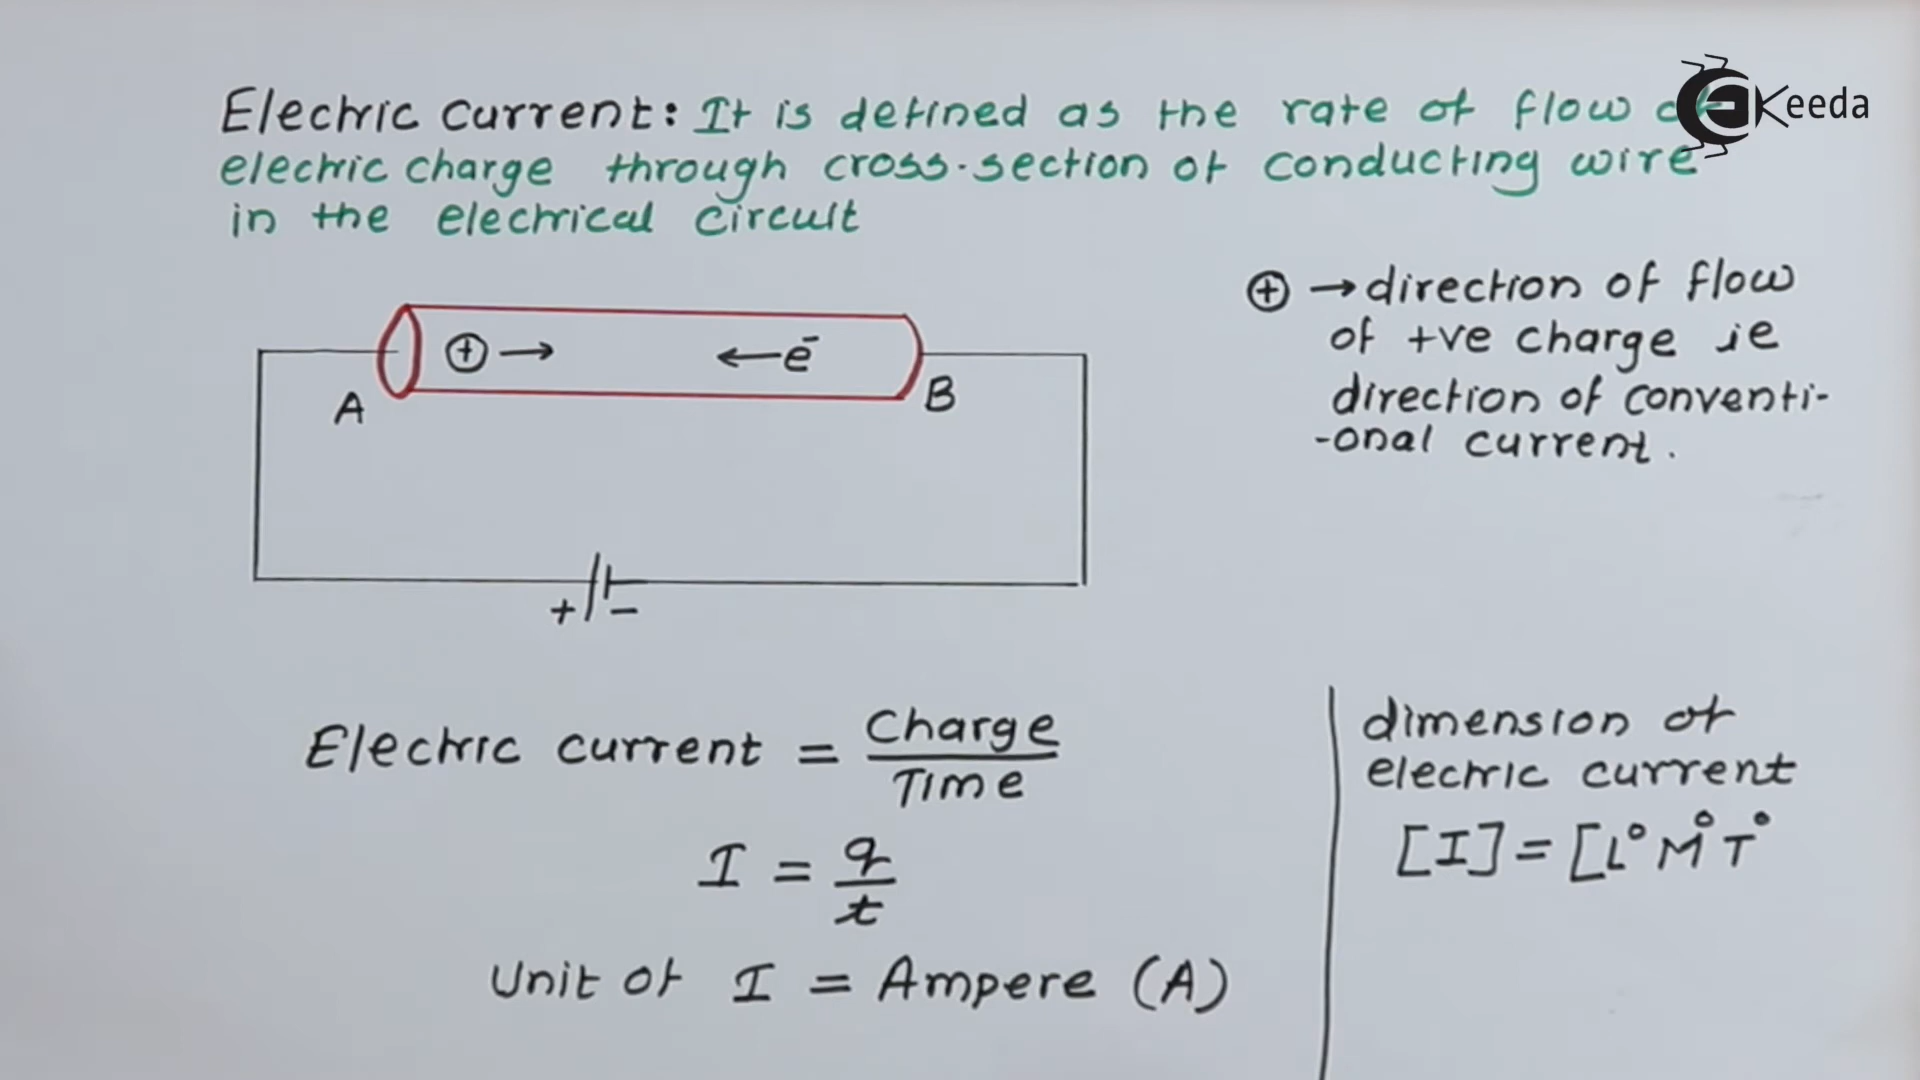 Electric current: It is defined as the rate of flow of
electric charge through cross-section of conducting wire
in the electrical circuit
Keeda
⊕ → direction of flow
of +ve charge ie
direction of conventi-
-onal current.
⊕ → ← e⁻
A B
+ −
Electric current = Charge / Time
I = q / t
Unit of I = Ampere (A)
dimension of
electric current
[I] = [L⁰ M⁰ T⁰